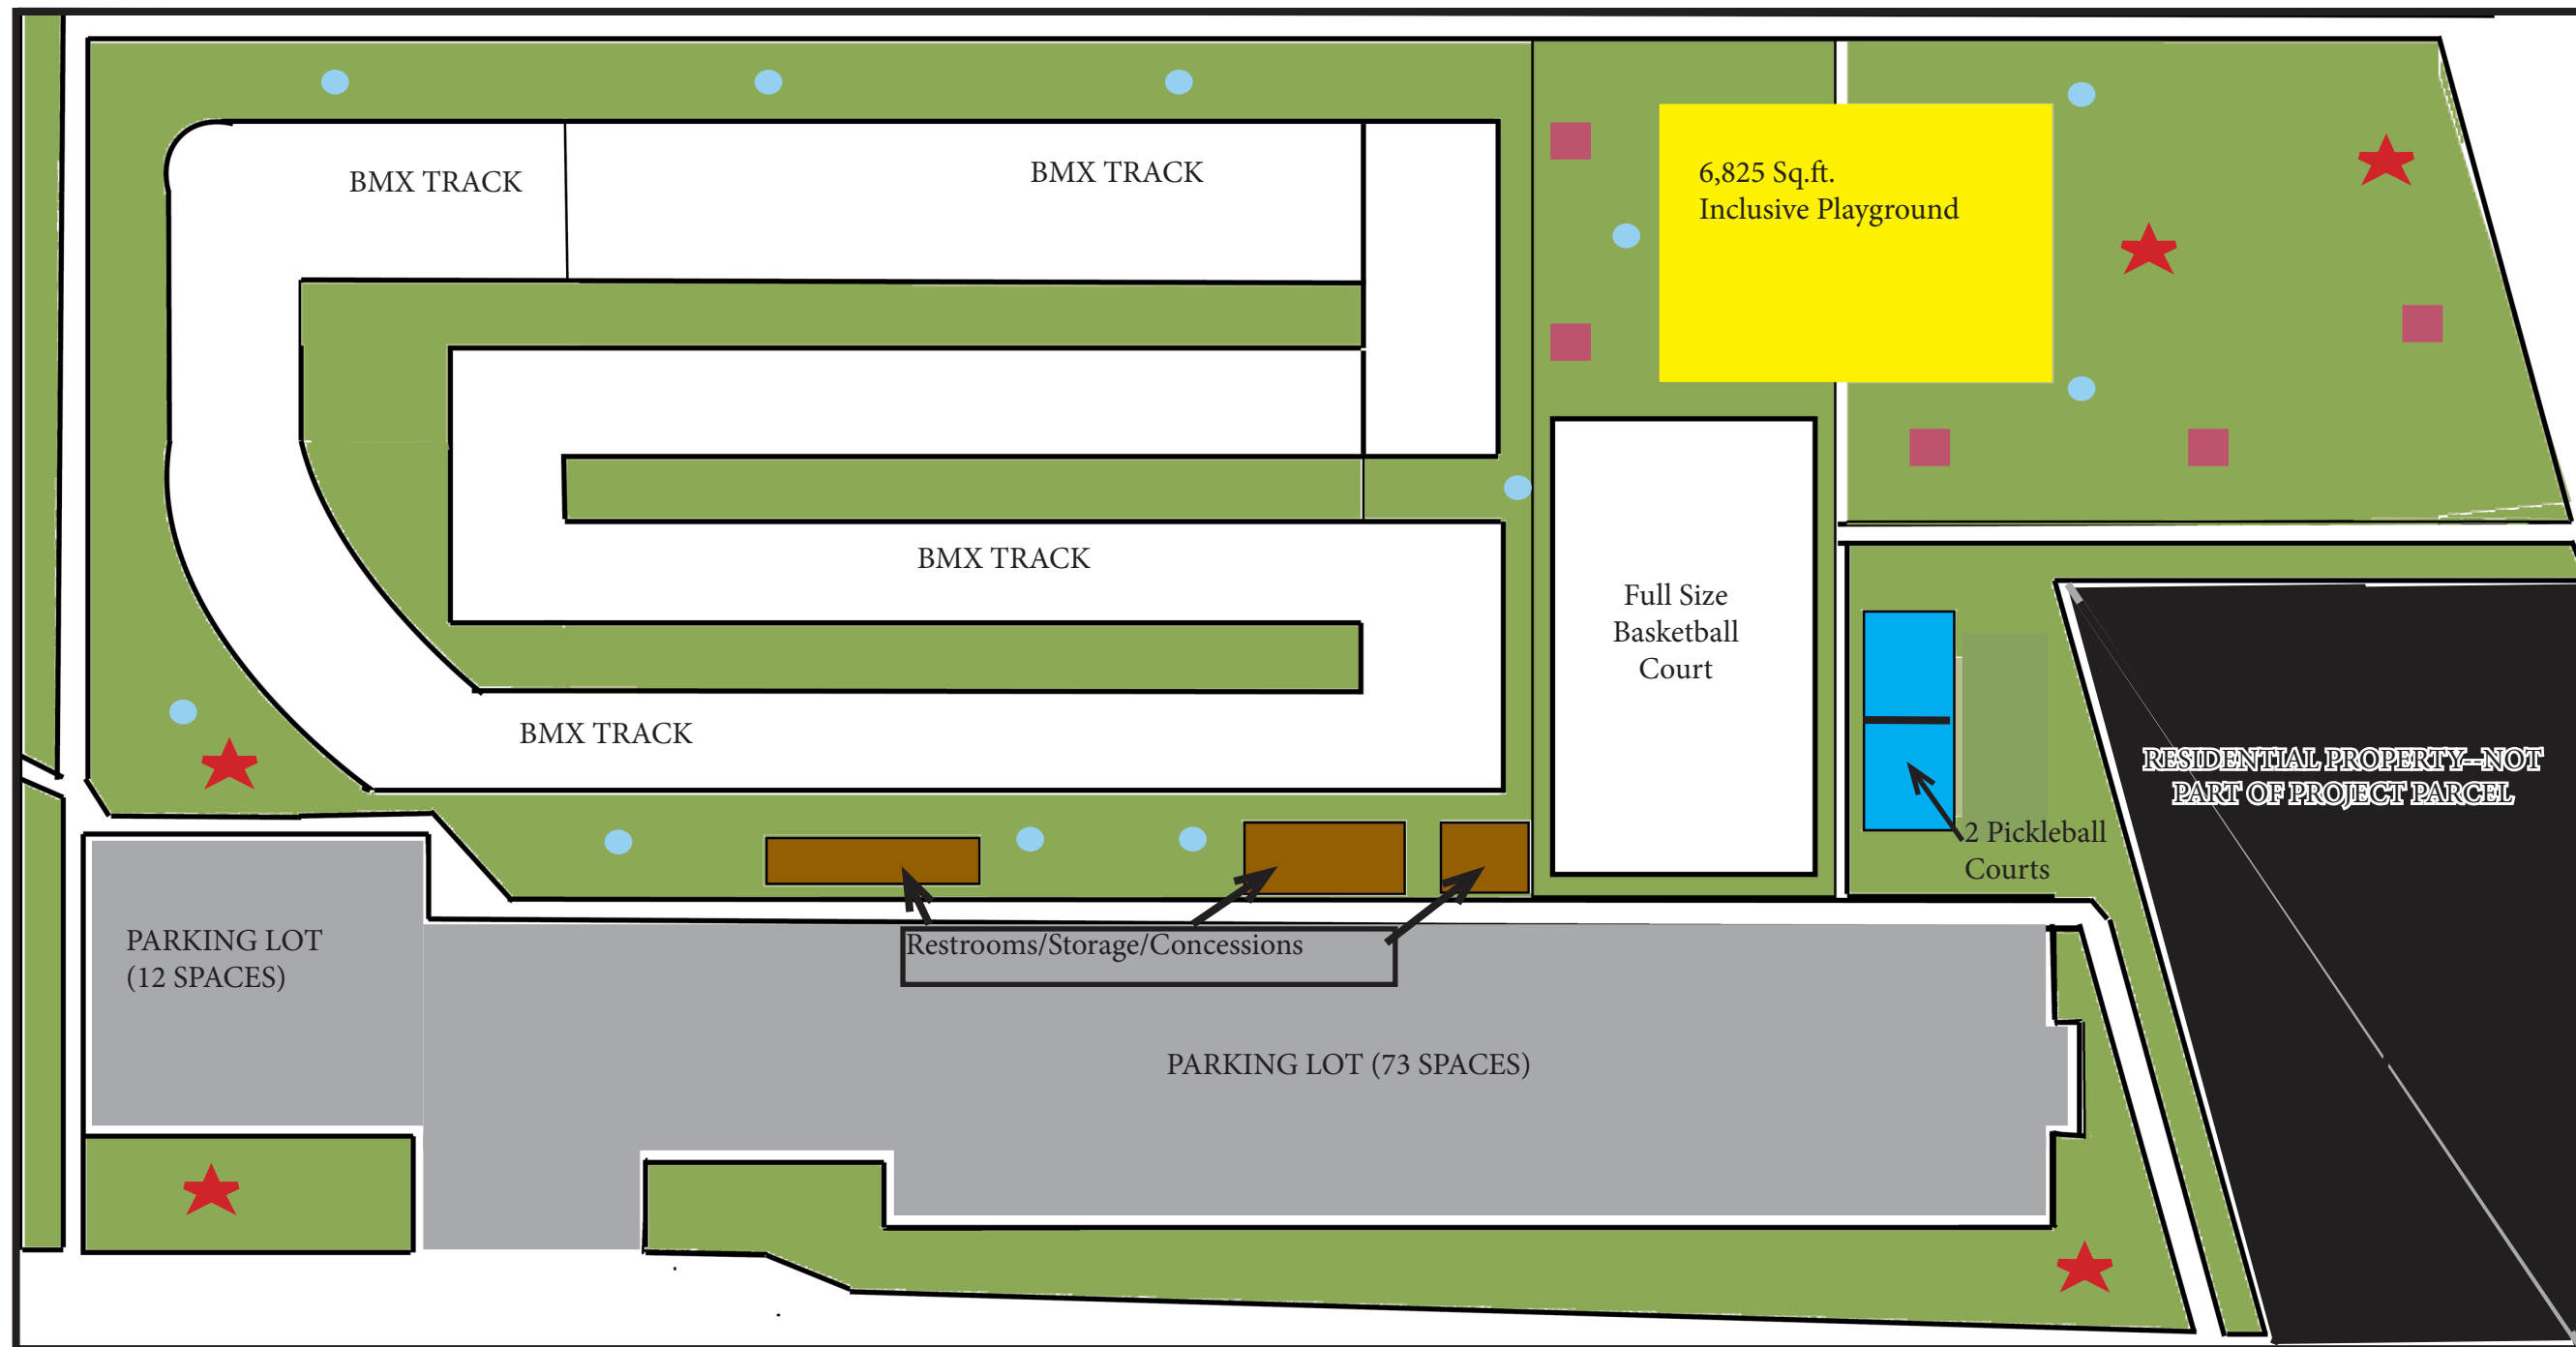 BMX TRACK
BMX TRACK
6,825 Sq.ft.
Inclusive Playground
BMX TRACK
Full Size
Basketball
Court
BMX TRACK
RESIDENTIAL PROPERTY--NOT
PART OF PROJECT PARCEL
2 Pickleball
Courts
PARKING LOT
(12 SPACES)
Restrooms/Storage/Concessions
PARKING LOT (73 SPACES)